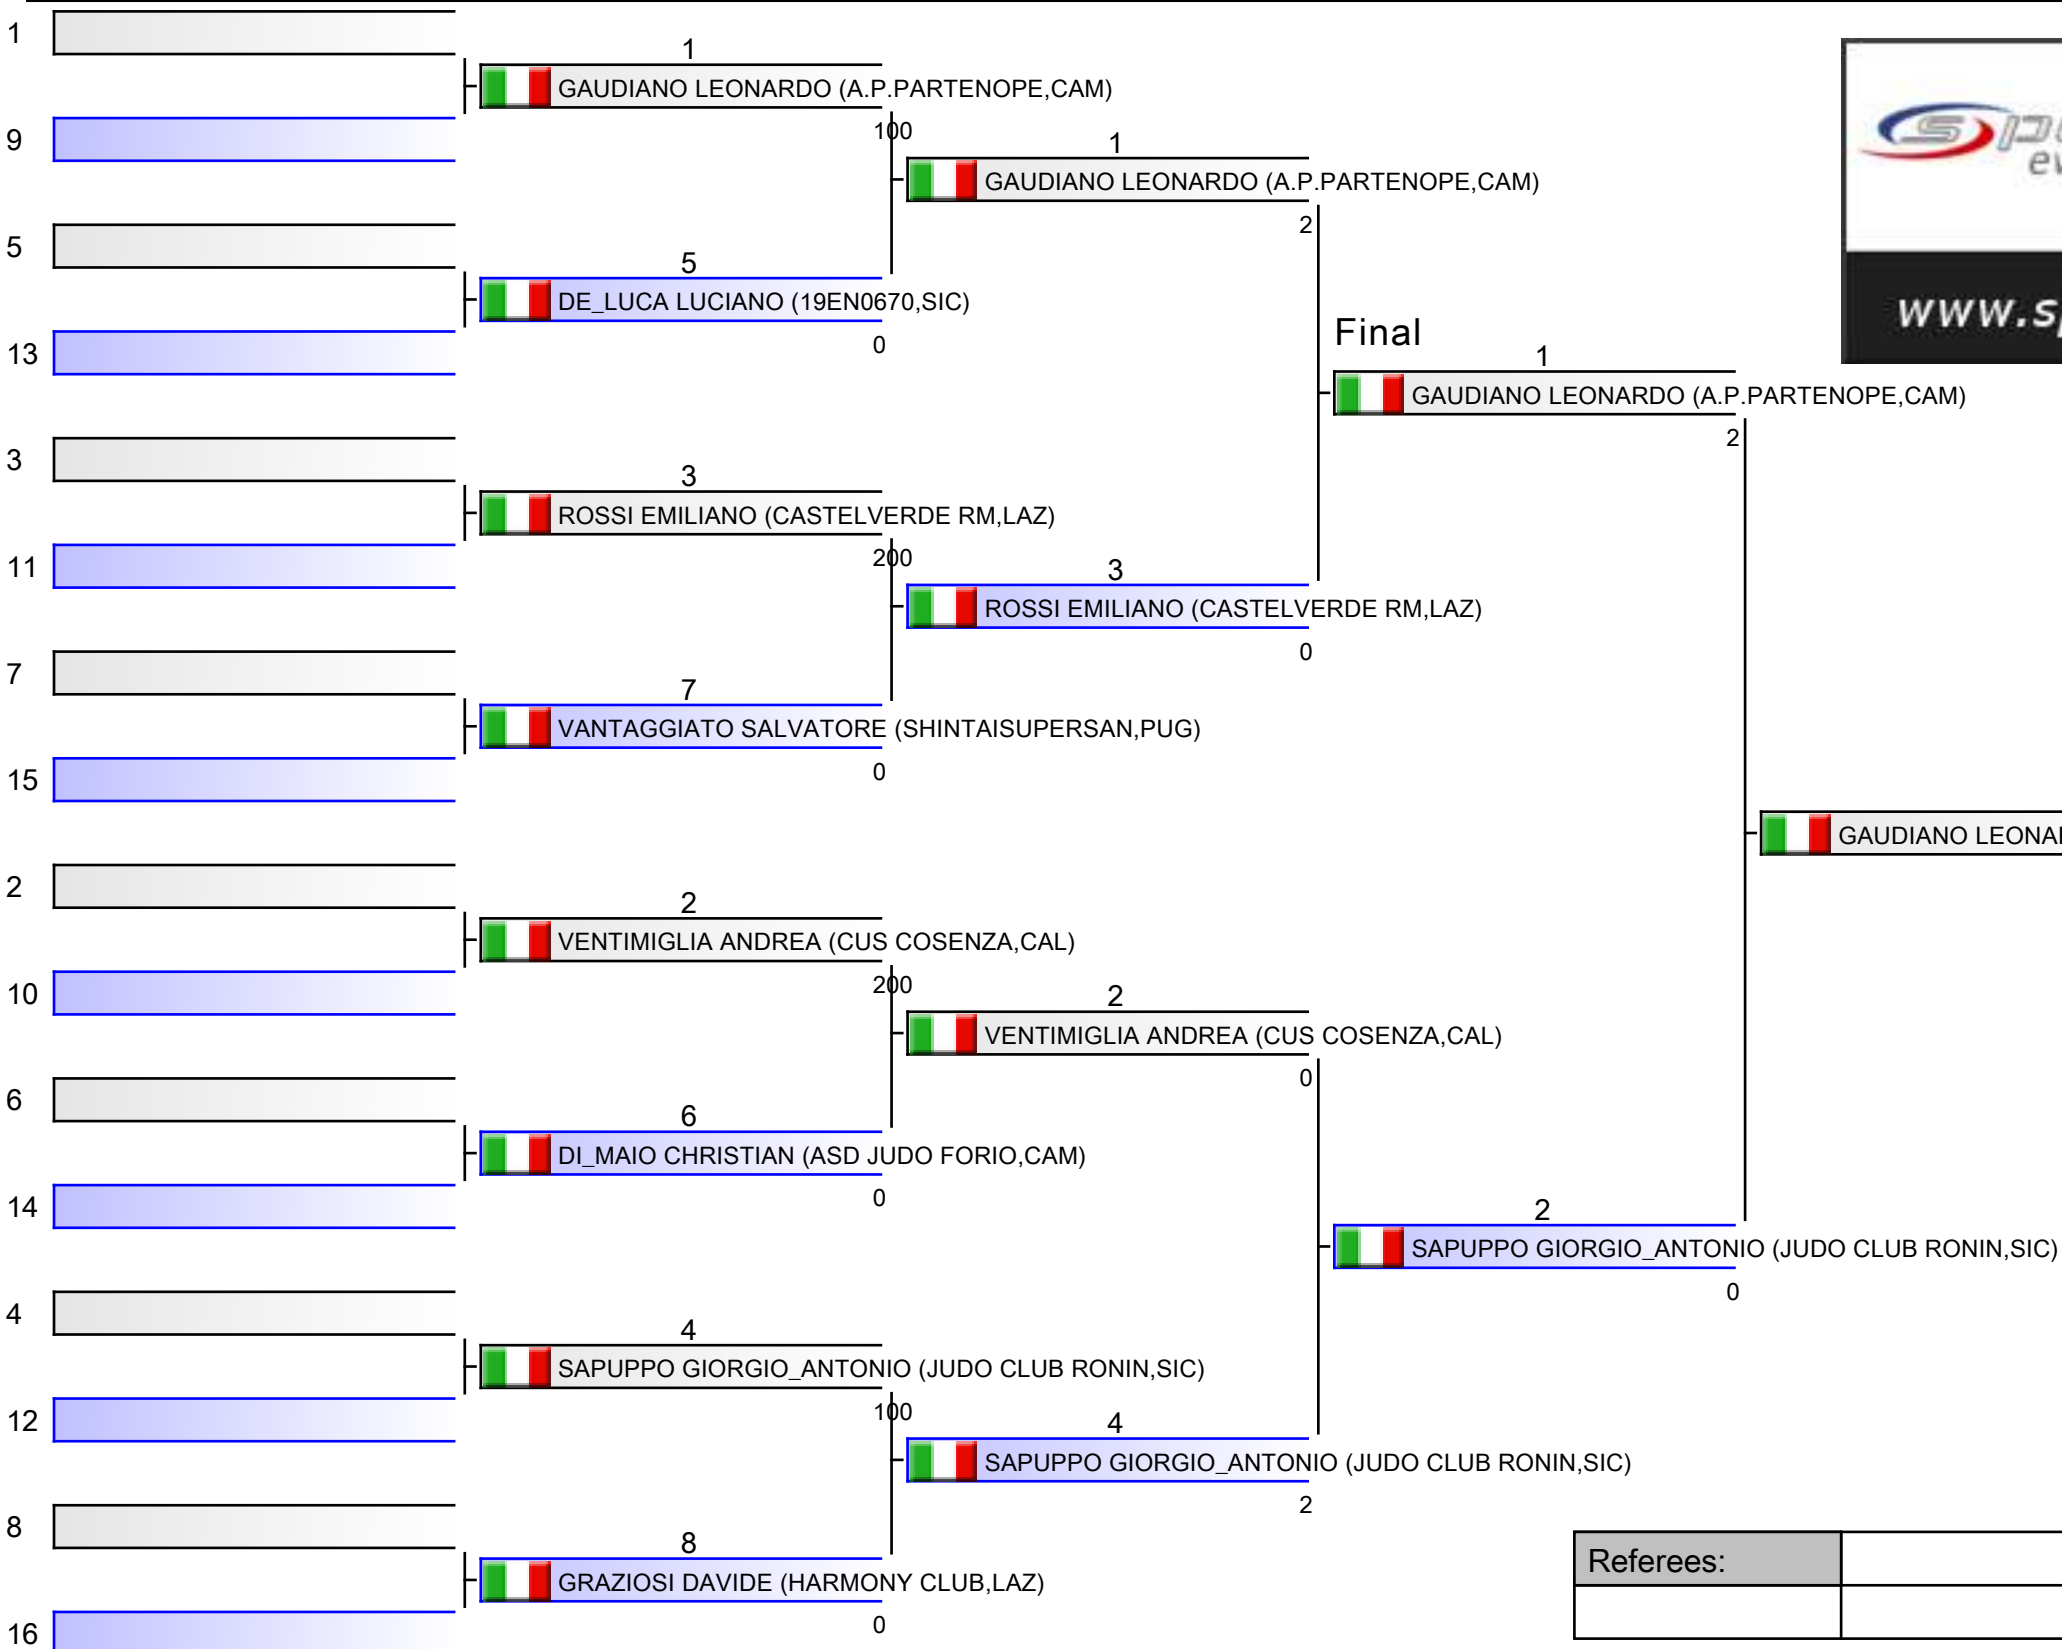 1
9
5
13
3
11
7
15
2
10
6
14
4
12
8
16
1
GAUDIANO LEONARDO (A.P.PARTENOPE,CAM)
100
5
DE_LUCA LUCIANO (19EN0670,SIC)
0
3
ROSSI EMILIANO (CASTELVERDE RM,LAZ)
200
7
VANTAGGIATO SALVATORE (SHINTAISUPERSAN,PUG)
0
2
VENTIMIGLIA ANDREA (CUS COSENZA,CAL)
200
6
DI_MAIO CHRISTIAN (ASD JUDO FORIO,CAM)
0
4
SAPUPPO GIORGIO_ANTONIO (JUDO CLUB RONIN,SIC)
100
8
GRAZIOSI DAVIDE (HARMONY CLUB,LAZ)
0
1
GAUDIANO LEONARDO (A.P.PARTENOPE,CAM)
2
3
ROSSI EMILIANO (CASTELVERDE RM,LAZ)
0
2
VENTIMIGLIA ANDREA (CUS COSENZA,CAL)
0
4
SAPUPPO GIORGIO_ANTONIO (JUDO CLUB RONIN,SIC)
2
Final
1
GAUDIANO LEONARDO (A.P.PARTENOPE,CAM)
2
2
SAPUPPO GIORGIO_ANTONIO (JUDO CLUB RONIN,SIC)
0
GAUDIANO
Referees: